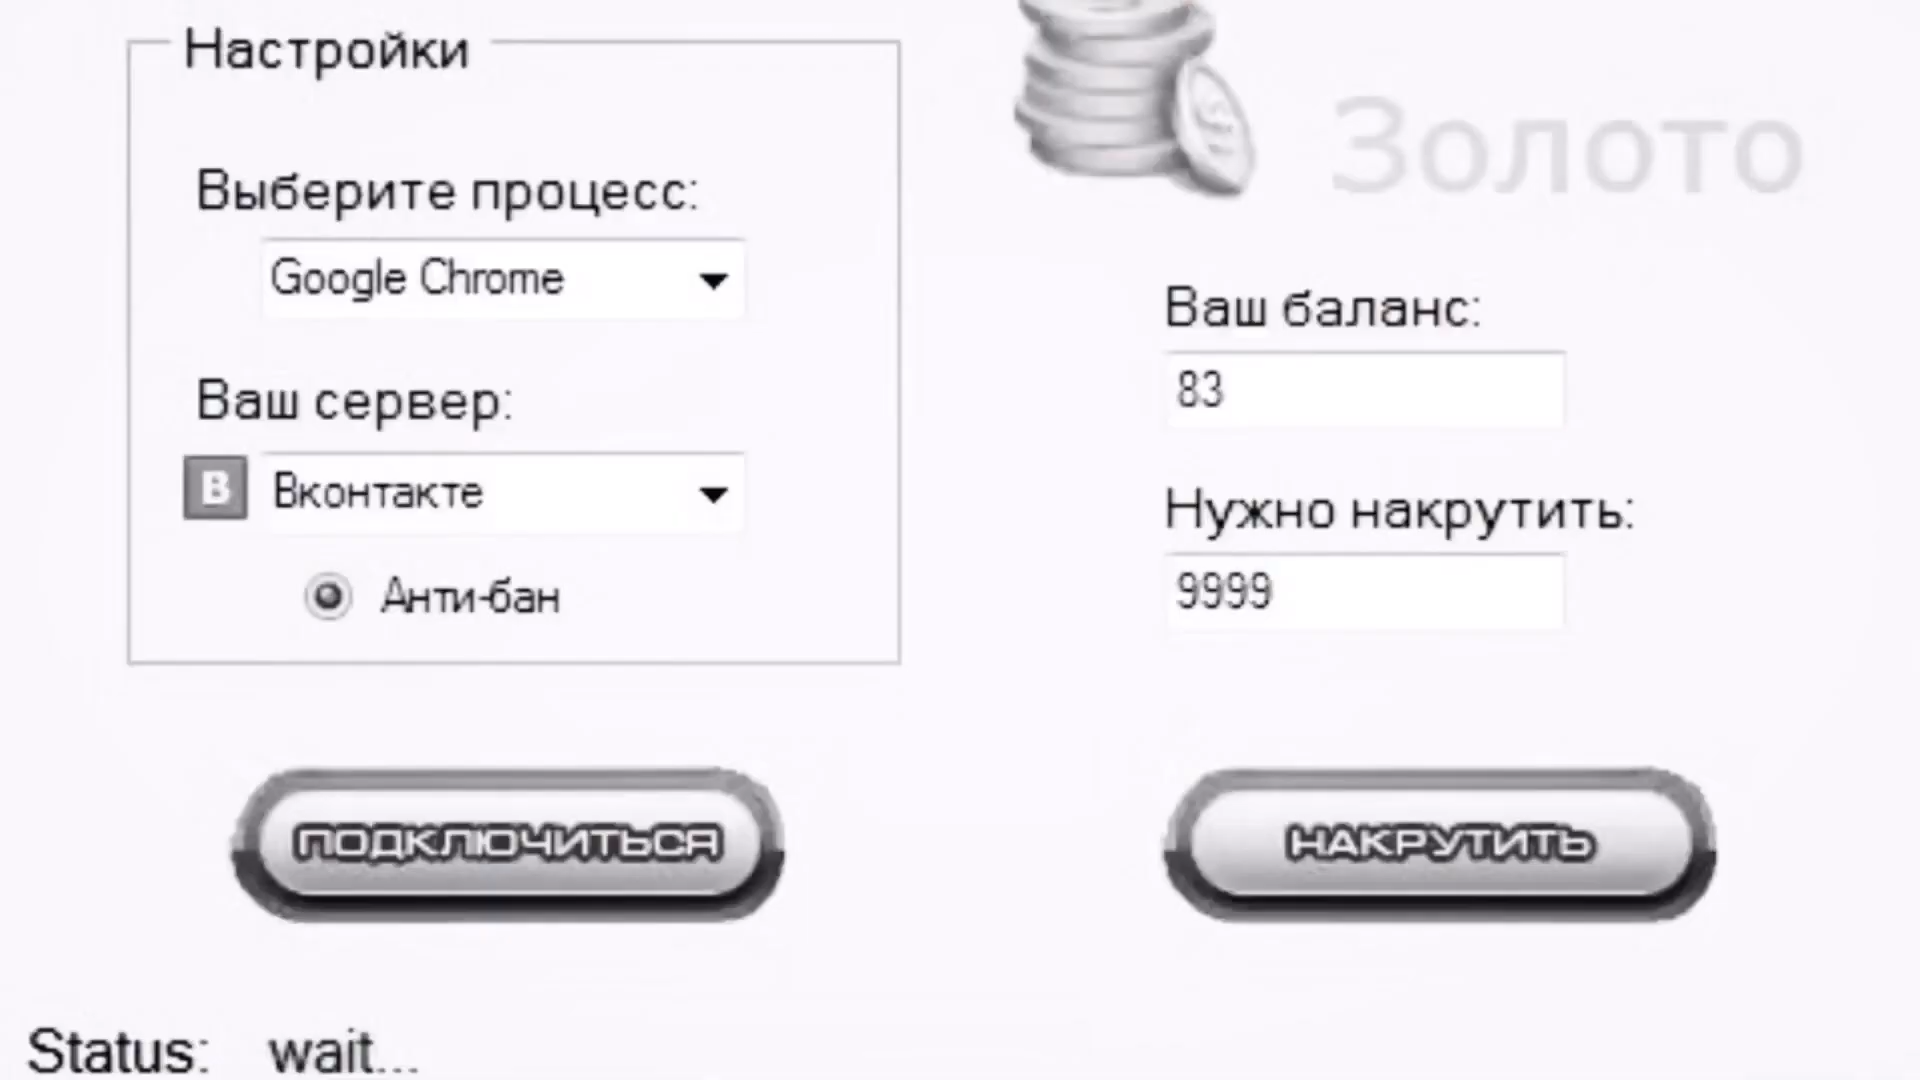 Настройки
Выберите процесс:
Google Chrome
Ваш сервер:
В Вконтакте
Анти-бан
ПОДКЛЮЧИТЬСЯ
Золото
Ваш баланс:
83
Нужно накрутить:
9999
НАКРУТИТЬ
Status: wait...